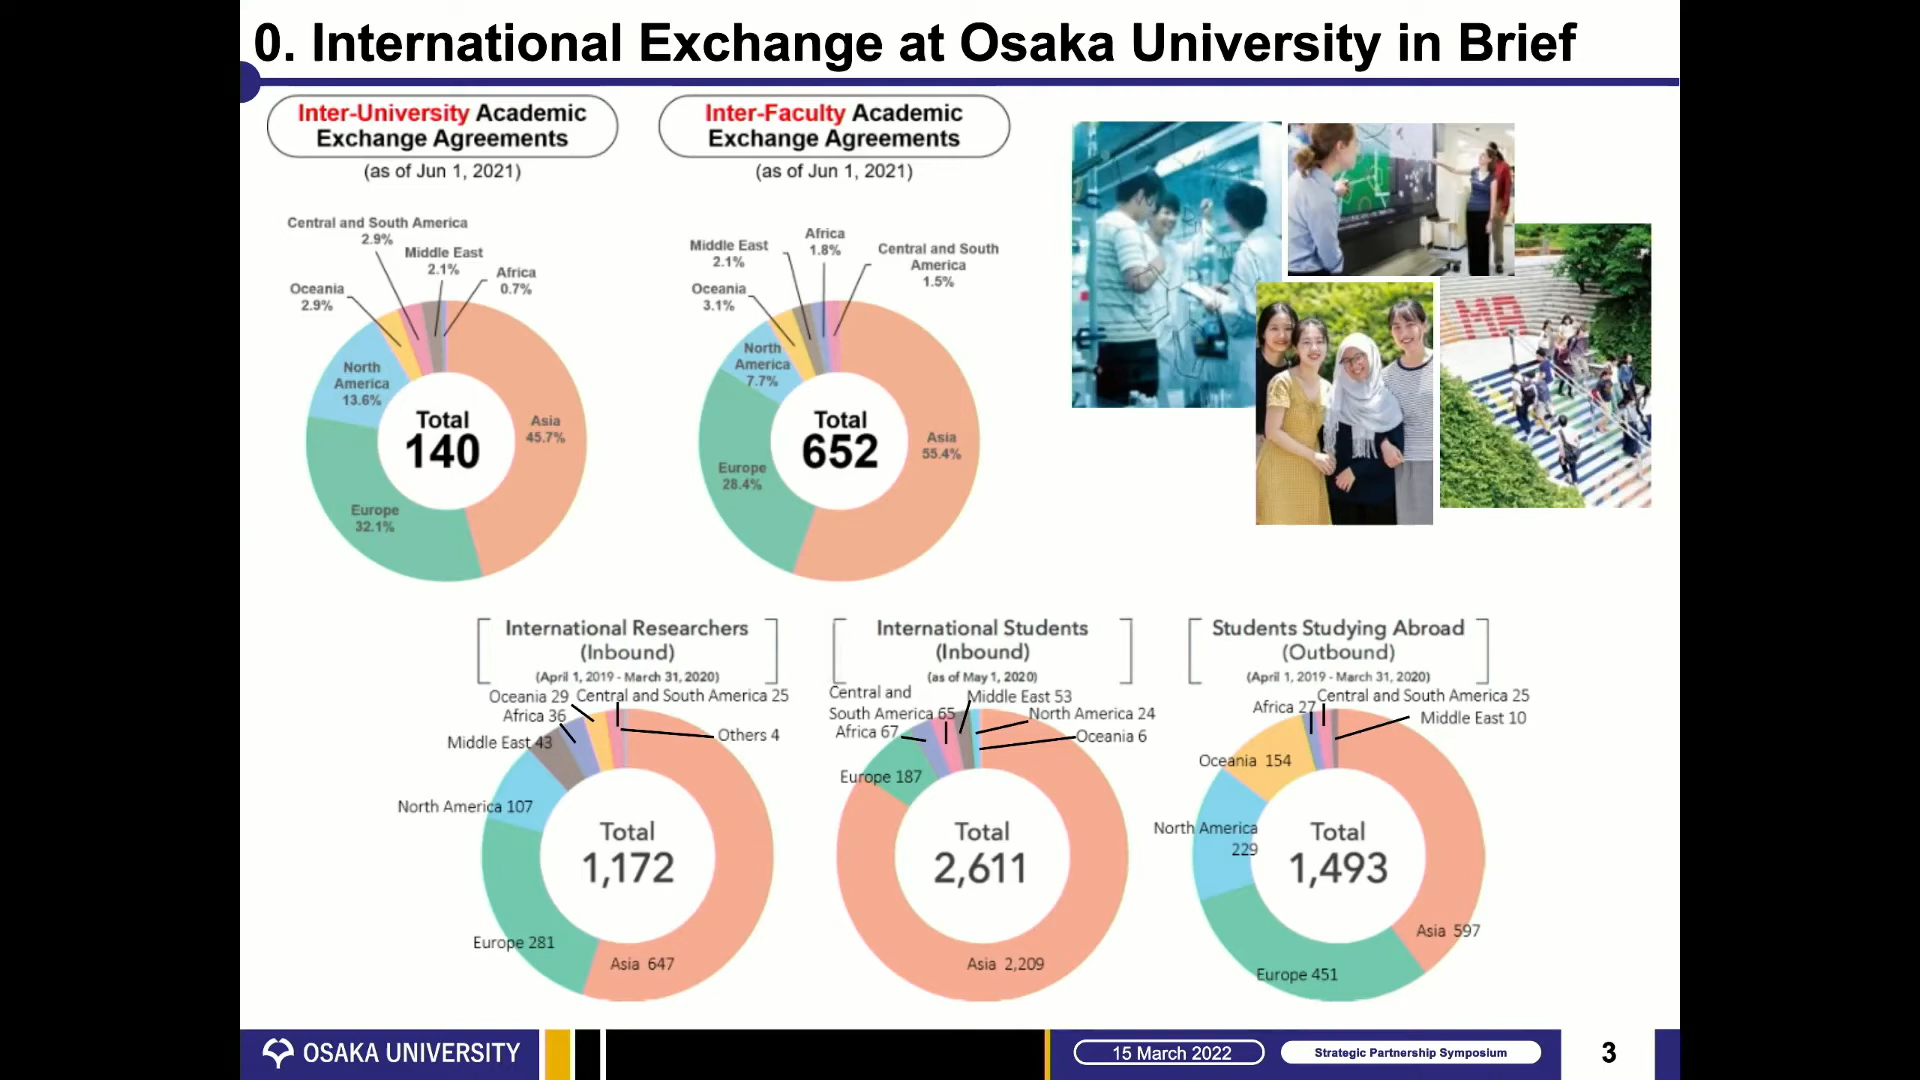 0. International Exchange at Osaka University in Brief
Inter-University Academic
Exchange Agreements
(as of Jun 1, 2021)
Central and South America
2.9%
Middle East
2.1%
Africa
0.7%
Oceania
2.9%
North
America
13.6%
Total
140
Asia
45.7%
Europe
32.1%
Inter-Faculty Academic
Exchange Agreements
(as of Jun 1, 2021)
Africa
1.8%
Middle East
2.1%
Central and South
America
1.5%
Oceania
3.1%
North
America
7.7%
Total
652
Asia
55.4%
Europe
28.4%
International Researchers
(Inbound)
(April 1, 2019 - March 31, 2020)
Oceania 29
Central and South America 25
Africa 36
Others 4
Middle East 43
North America 107
Total
1,172
Europe 281
Asia 647
International Students
(Inbound)
(as of May 1, 2020)
Central and
South America 65
Middle East 53
North America 24
Africa 67
Oceania 6
Europe 187
Total
2,611
Asia 2,209
Students Studying Abroad
(Outbound)
(April 1, 2019 - March 31, 2020)
Central and South America 25
Africa 27
Middle East 10
Oceania 154
North America
229
Total
1,493
Asia 597
Europe 451
OSAKA UNIVERSITY
15 March 2022
Strategic Partnership Symposium
3